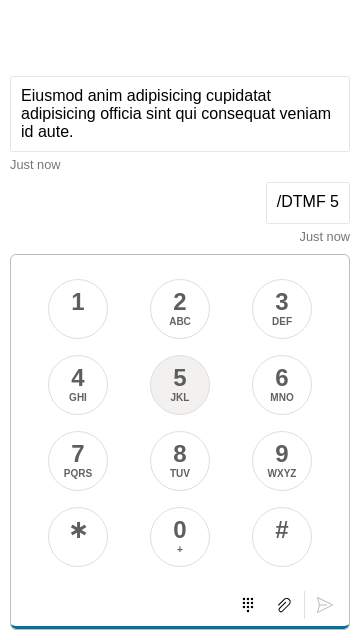 Eiusmod anim adipisicing cupidatat
adipisicing officia sint qui consequat veniam
id aute.
Just now
/DTMF 5
Just now
1 2 3
ABC DEF
4 5 6
GHI JKL MNO
7 8 9
PQRS TUV WXYZ
* 0 #
+